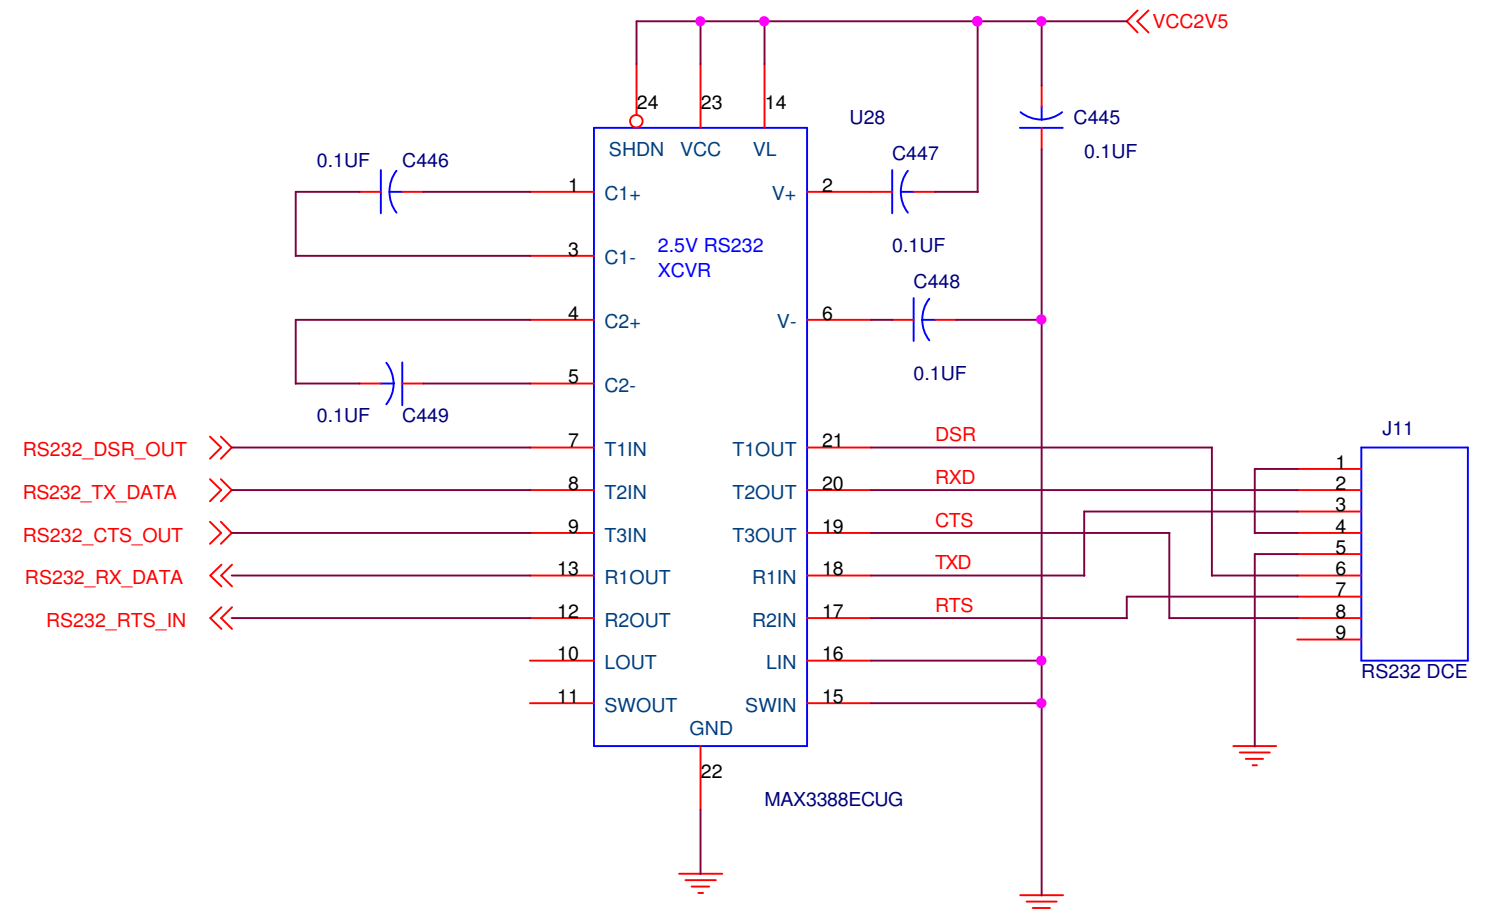 VCC2V5
24 23 14
U28
C445
SHDN VCC VL
0.1UF
0.1UF C446
C447
1 C1+
V+ 2
3 C1-
2.5V RS232
XCVR
0.1UF
C448
4 C2+
V- 6
5 C2-
0.1UF
0.1UF C449
J11
RS232_DSR_OUT 7 T1IN T1OUT 21 DSR
RS232_TX_DATA 8 T2IN T2OUT 20 RXD
RS232_CTS_OUT 9 T3IN T3OUT 19 CTS
RS232_RX_DATA 13 R1OUT R1IN 18 TXD
RS232_RTS_IN 12 R2OUT R2IN 17 RTS
10 LOUT LIN 16
11 SWOUT SWIN 15
GND
22
1
2
3
4
5
6
7
8
9
RS232 DCE
MAX3388ECUG